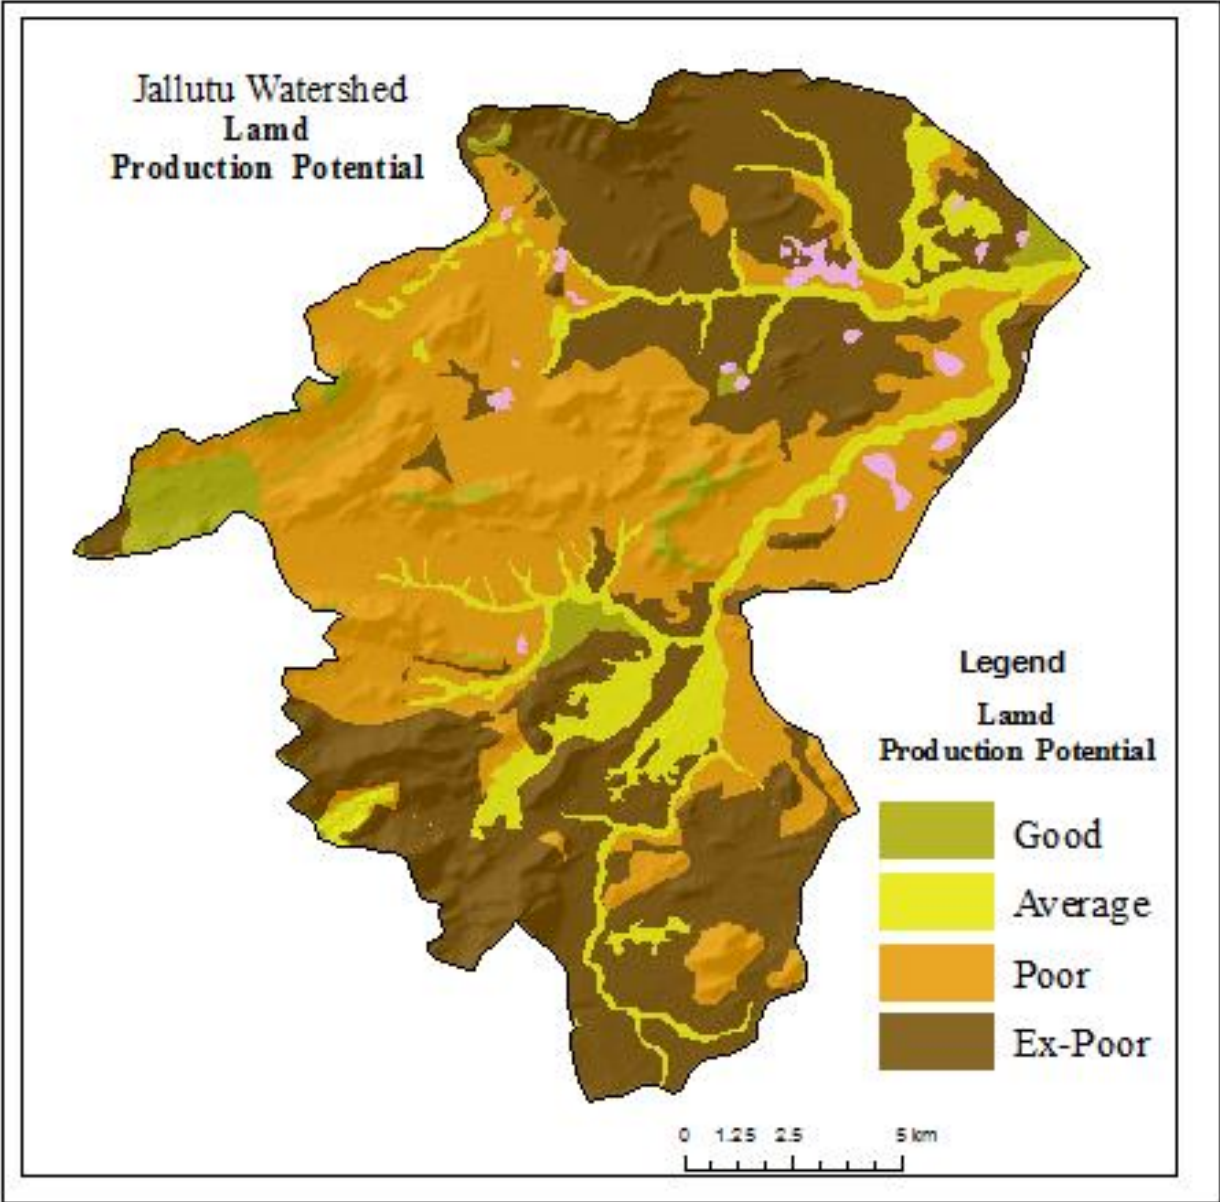 Jallutu Watershed
Lamd
Production Potential
Legend
Lamd
Production Potential
Good
Average
Poor
Ex-Poor
0 1.25 2.5 5 km